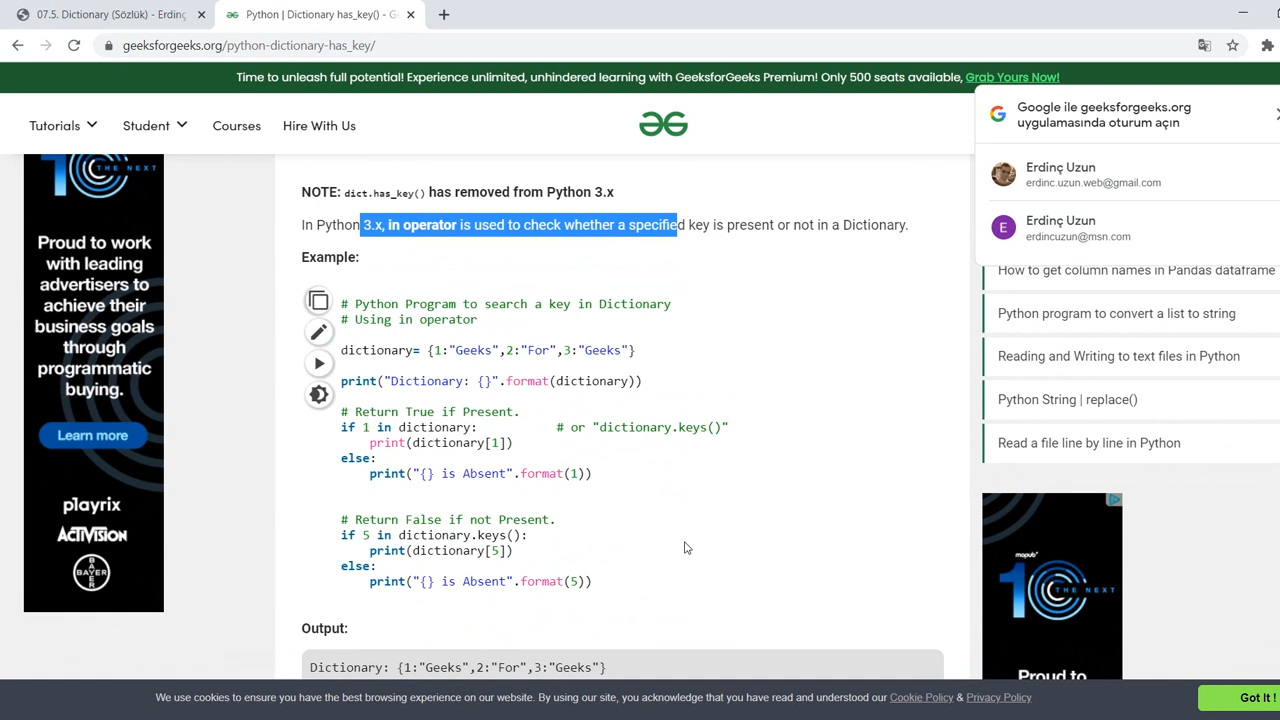 07.5. Dictionary (Sözlük) - Erdinç
Python | Dictionary has_key() - G
geeksforgeeks.org/python-dictionary-has_key/
Time to unleash full potential! Experience unlimited, unhindered learning with GeeksforGeeks Premium! Only 500 seats available, Grab Yours Now!
Tutorials
Student
Courses
Hire With Us
Google ile geeksforgeeks.org
uygulamasında oturum açın
Erdinç Uzun
erdinc.uzun.web@gmail.com
E
Erdinç Uzun
erdincuzun@msn.com
10
THE NEXT
Proud to work
with leading
advertisers to
achieve their
business goals
through
programmatic
buying.
Learn more
playrix
ACTIVISION
BAYER
NOTE: dict.has_key() has removed from Python 3.x
In Python 3.x, in operator is used to check whether a specified key is present or not in a Dictionary.
Example:
# Python Program to search a key in Dictionary
# Using in operator
dictionary= {1:"Geeks",2:"For",3:"Geeks"}
print("Dictionary: {}".format(dictionary))
# Return True if Present.
if 1 in dictionary: # or "dictionary.keys()"
print(dictionary[1])
else:
print("{} is Absent".format(1))
# Return False if not Present.
if 5 in dictionary.keys():
print(dictionary[5])
else:
print("{} is Absent".format(5))
Output:
Dictionary: {1:"Geeks",2:"For",3:"Geeks"}
How to get column names in Pandas dataframe
Python program to convert a list to string
Reading and Writing to text files in Python
Python String | replace()
Read a file line by line in Python
mopub
10
THE NEXT
Proud to
We use cookies to ensure you have the best browsing experience on our website. By using our site, you acknowledge that you have read and understood our Cookie Policy & Privacy Policy
Got It !